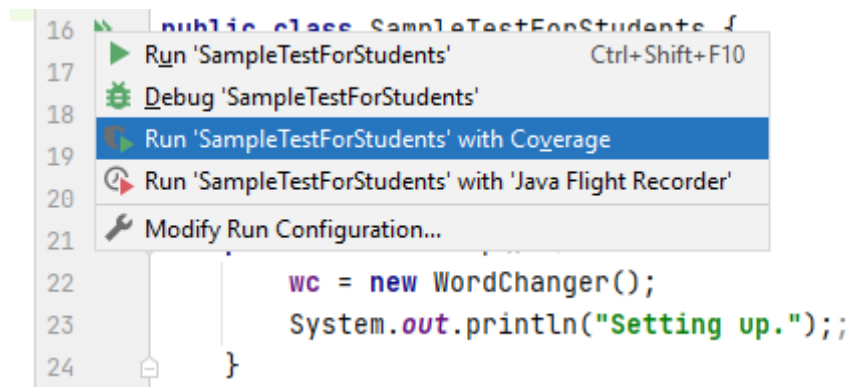 16 public class SampleTestForStudents {
Run 'SampleTestForStudents' Ctrl+Shift+F10
17
Debug 'SampleTestForStudents'
18
Run 'SampleTestForStudents' with Coverage
19
Run 'SampleTestForStudents' with 'Java Flight Recorder'
20
Modify Run Configuration...
21
22 wc = new WordChanger();
23 System.out.println("Setting up.");;
24 }